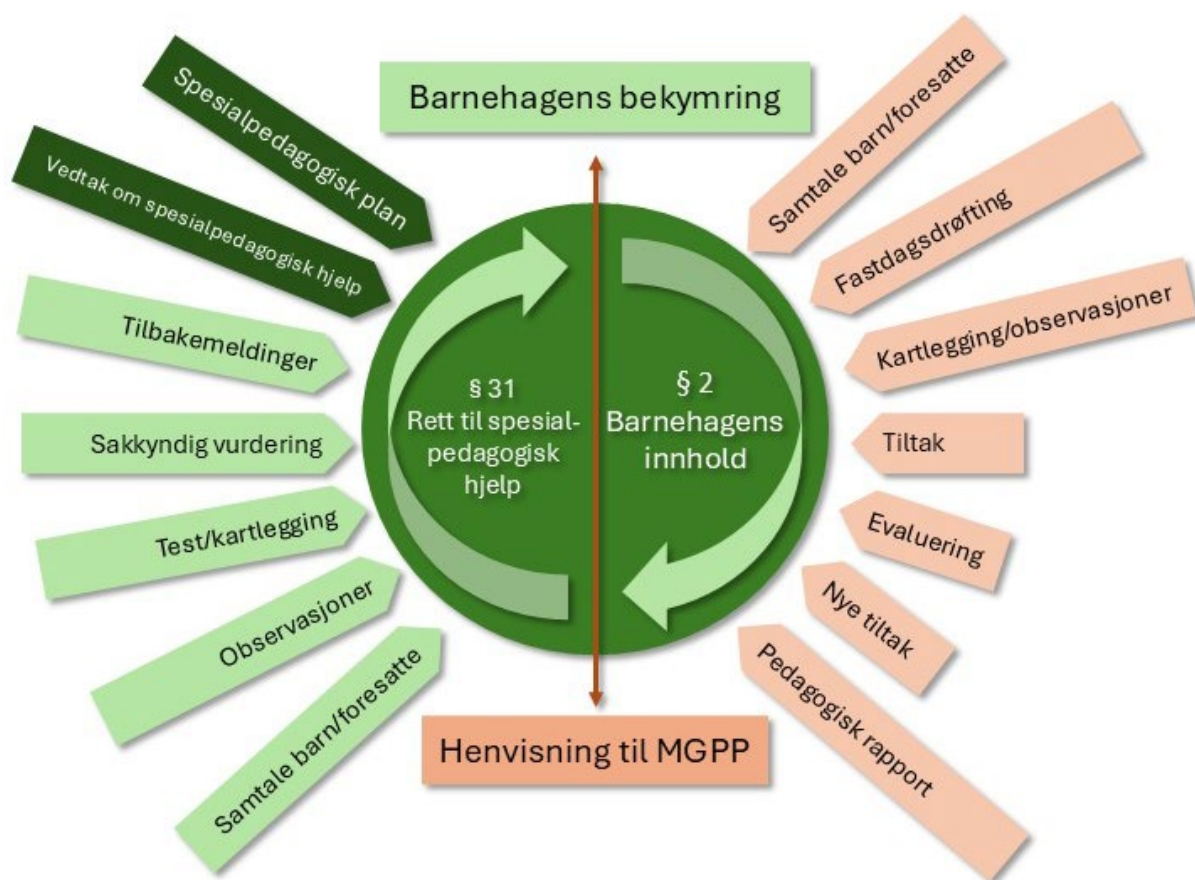 Barnehagens bekymring
Samtale barn/foresatte
Fastdagsdrøfting
Kartlegging/observasjoner
Tiltak
Evaluering
Nye tiltak
Pedagogisk rapport
§ 2
Barnehagens
innhold
Henvisning til MGPP
Samtale barn/foresatte
Observasjoner
Test/kartlegging
Sakkyndig vurdering
Tilbakemeldinger
Vedtak om spesialpedagogisk hjelp
Spesialpedagogisk plan
§ 31
Rett til spesial-
pedagogisk
hjelp